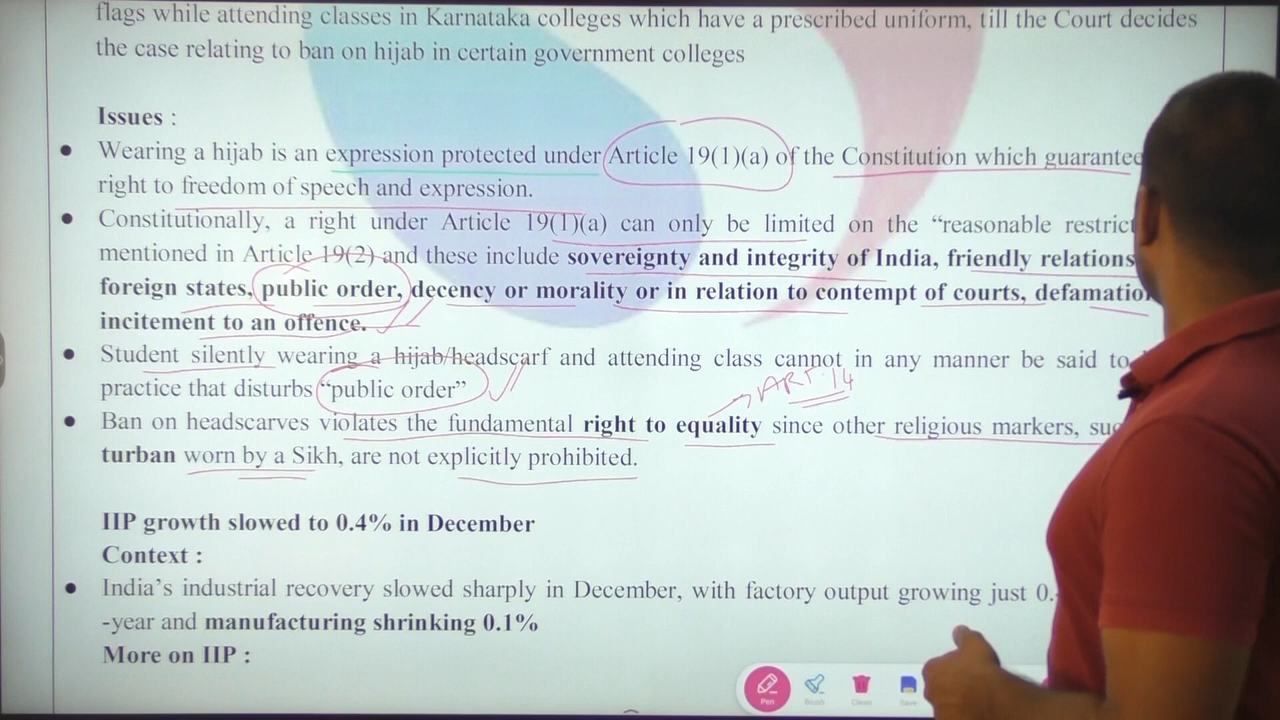 flags while attending classes in Karnataka colleges which have a prescribed uniform, till the Court decides
the case relating to ban on hijab in certain government colleges
Issues :
● Wearing a hijab is an expression protected under Article 19(1)(a) of the Constitution which guarantee
right to freedom of speech and expression.
● Constitutionally, a right under Article 19(1)(a) can only be limited on the “reasonable restrict
mentioned in Article 19(2) and these include sovereignty and integrity of India, friendly relations
foreign states, public order, decency or morality or in relation to contempt of courts, defamatio
incitement to an offence.
● Student silently wearing a hijab/headscarf and attending class cannot in any manner be said to
practice that disturbs “public order”
ART. 14
● Ban on headscarves violates the fundamental right to equality since other religious markers, suc
turban worn by a Sikh, are not explicitly prohibited.
IIP growth slowed to 0.4% in December
Context :
● India’s industrial recovery slowed sharply in December, with factory output growing just 0.
-year and manufacturing shrinking 0.1%
More on IIP :
Pen Brush Clean Save